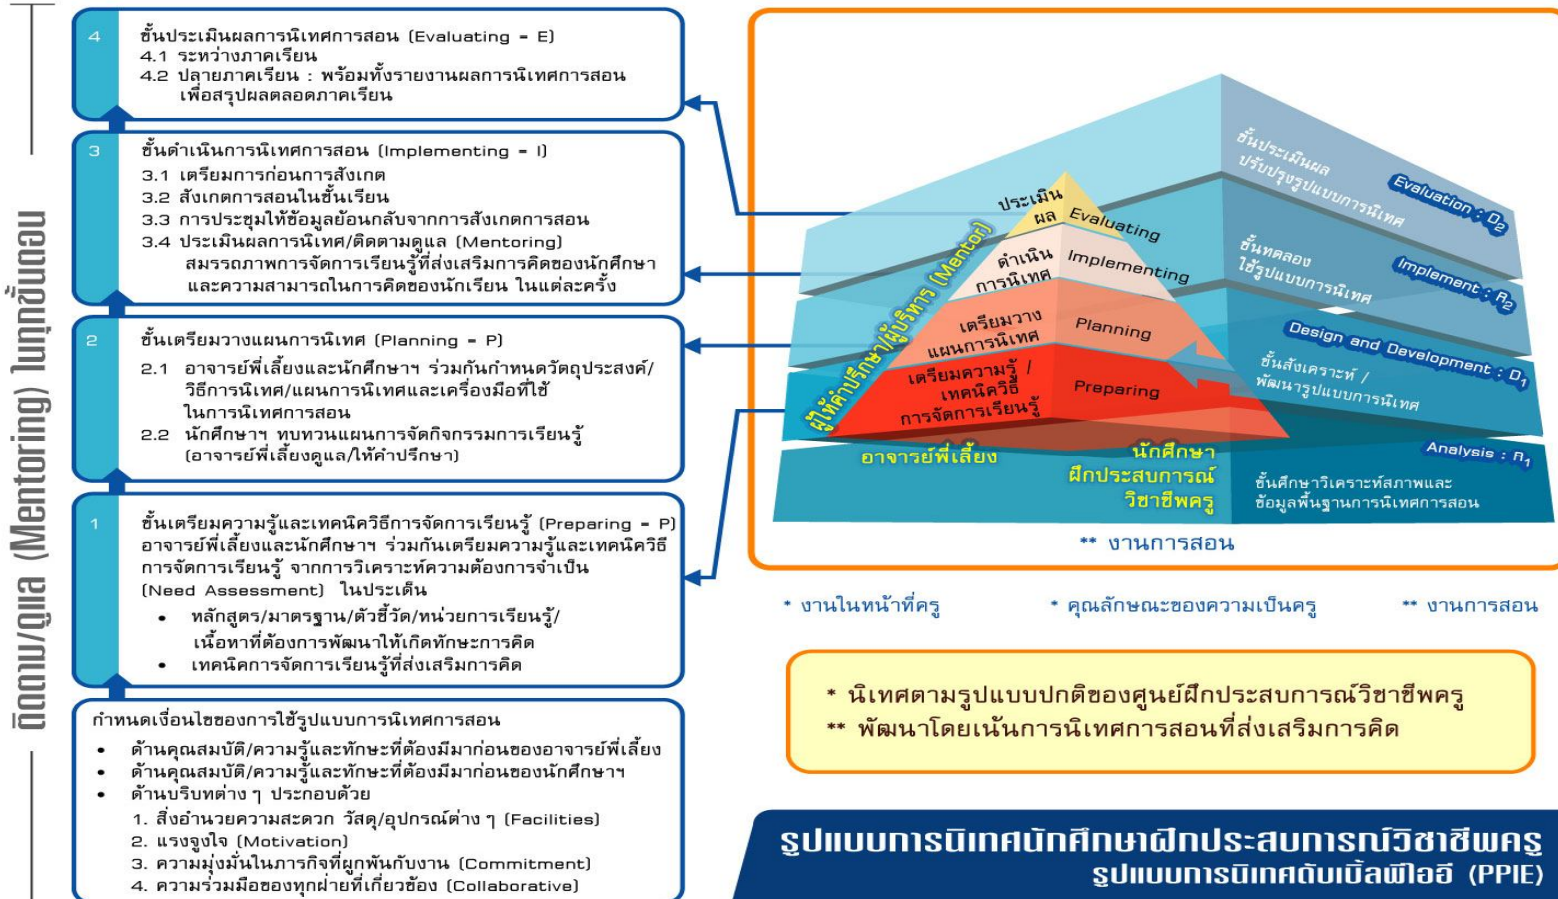 ติดตาม/ดูแล (Mentoring) ในทุกขั้นตอน
4
ขั้นประเมินผลการนิเทศการสอน (Evaluating = E)
4.1 ระหว่างภาคเรียน
4.2 ปลายภาคเรียน : พร้อมทั้งรายงานผลการนิเทศการสอน
เพื่อสรุปผลตลอดภาคเรียน
3
ขั้นดำเนินการนิเทศการสอน (Implementing = I)
3.1 เตรียมการก่อนการสังเกต
3.2 สังเกตการสอนในชั้นเรียน
3.3 การประชุมให้ข้อมูลย้อนกลับจากการสังเกตการสอน
3.4 ประเมินผลการนิเทศ/ติดตามดูแล (Mentoring)
สมรรถภาพการจัดการเรียนรู้ที่ส่งเสริมการคิดของนักศึกษา
และความสามารถในการคิดของนักเรียน ในแต่ละครั้ง
2
ขั้นเตรียมวางแผนการนิเทศ (Planning = P)
2.1 อาจารย์พี่เลี้ยงและนักศึกษาฯ ร่วมกันกำหนดวัตถุประสงค์/
วิธีการนิเทศ/แผนการนิเทศและเครื่องมือที่ใช้
ในการนิเทศการสอน
2.2 นักศึกษาฯ ทบทวนแผนการจัดกิจกรรมการเรียนรู้
(อาจารย์พี่เลี้ยงดูแล/ให้คำปรึกษา)
1
ขั้นเตรียมความรู้และเทคนิควิธีการจัดการเรียนรู้ (Preparing = P)
อาจารย์พี่เลี้ยงและนักศึกษาฯ ร่วมกันเตรียมความรู้และเทคนิควิธี
การจัดการเรียนรู้ จากการวิเคราะห์ความต้องการจำเป็น
(Need Assessment) ในประเด็น
• หลักสูตร/มาตรฐาน/ตัวชี้วัด/หน่วยการเรียนรู้/
เนื้อหาที่ต้องการพัฒนาให้เกิดทักษะการคิด
• เทคนิคการจัดการเรียนรู้ที่ส่งเสริมการคิด
กำหนดเงื่อนไขของการใช้รูปแบบการนิเทศการสอน
• ด้านคุณสมบัติ/ความรู้และทักษะที่ต้องมีมาก่อนของอาจารย์พี่เลี้ยง
• ด้านคุณสมบัติ/ความรู้และทักษะที่ต้องมีมาก่อนของนักศึกษาฯ
• ด้านบริบทต่าง ๆ ประกอบด้วย
1. สิ่งอำนวยความสะดวก วัสดุ/อุปกรณ์ต่าง ๆ (Facilities)
2. แรงจูงใจ (Motivation)
3. ความมุ่งมั่นในภารกิจที่ผูกพันกับงาน (Commitment)
4. ความร่วมมือของทุกฝ่ายที่เกี่ยวข้อง (Collaborative)
ประเมิน
ผล
Evaluating
ดำเนิน
การนิเทศ
Implementing
เตรียมวาง
แผนการนิเทศ
Planning
เตรียมความรู้ /
เทคนิควิธี
การจัดการเรียนรู้
Preparing
ผู้ให้คำปรึกษา/ผู้บริหาร (Mentor)
อาจารย์พี่เลี้ยง
นักศึกษา
ฝึกประสบการณ์
วิชาชีพครู
ขั้นประเมินผล
ปรับปรุงรูปแบบการนิเทศ
Evaluation : D2
ขั้นทดลอง
ใช้รูปแบบการนิเทศ
Implement : R2
Design and Development : D1
ขั้นสังเคราะห์ /
พัฒนารูปแบบการนิเทศ
Analysis : R1
ขั้นศึกษาวิเคราะห์สภาพและ
ข้อมูลพื้นฐานการนิเทศการสอน
** งานการสอน
* งานในหน้าที่ครู
* คุณลักษณะของความเป็นครู
** งานการสอน
* นิเทศตามรูปแบบปกติของศูนย์ฝึกประสบการณ์วิชาชีพครู
** พัฒนาโดยเน้นการนิเทศการสอนที่ส่งเสริมการคิด
รูปแบบการนิเทศนักศึกษาฝึกประสบการณ์วิชาชีพครู
รูปแบบการนิเทศดับเบิ้ลพีไออี (PPIE)